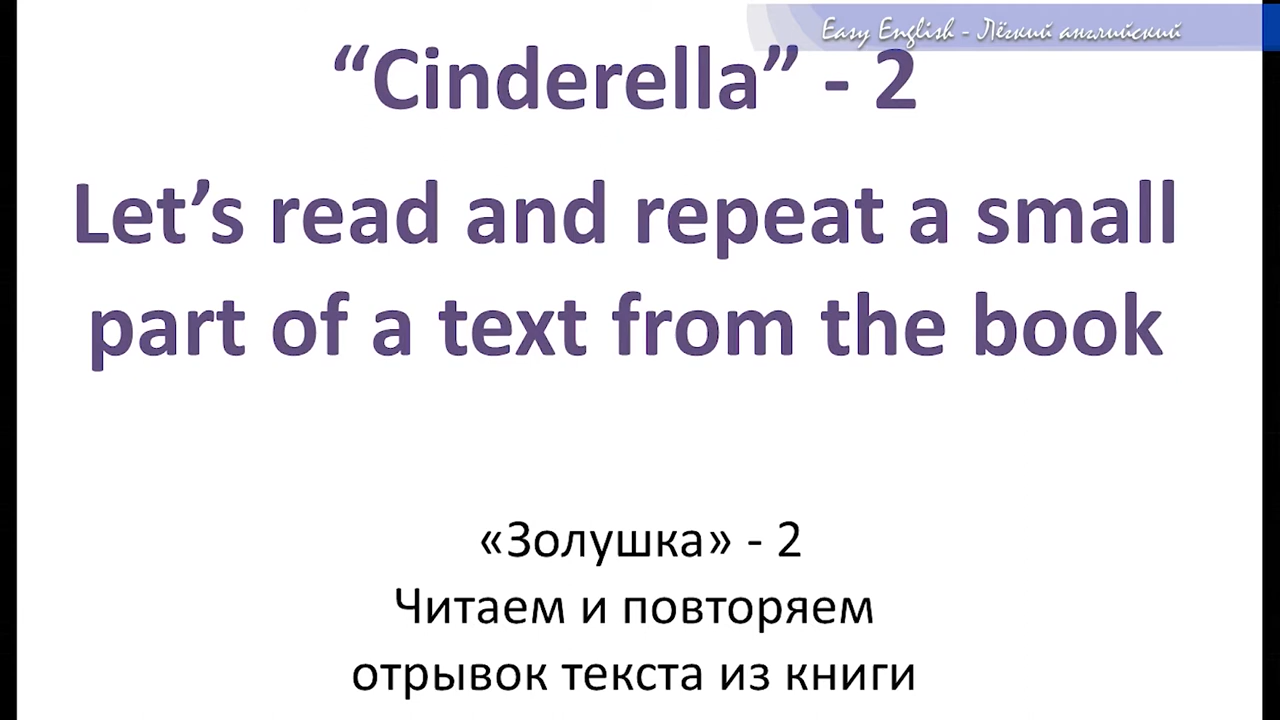 Easy English - Лёгкий английский
“Cinderella” - 2
Let’s read and repeat a small
part of a text from the book
«Золушка» - 2
Читаем и повторяем
отрывок текста из книги